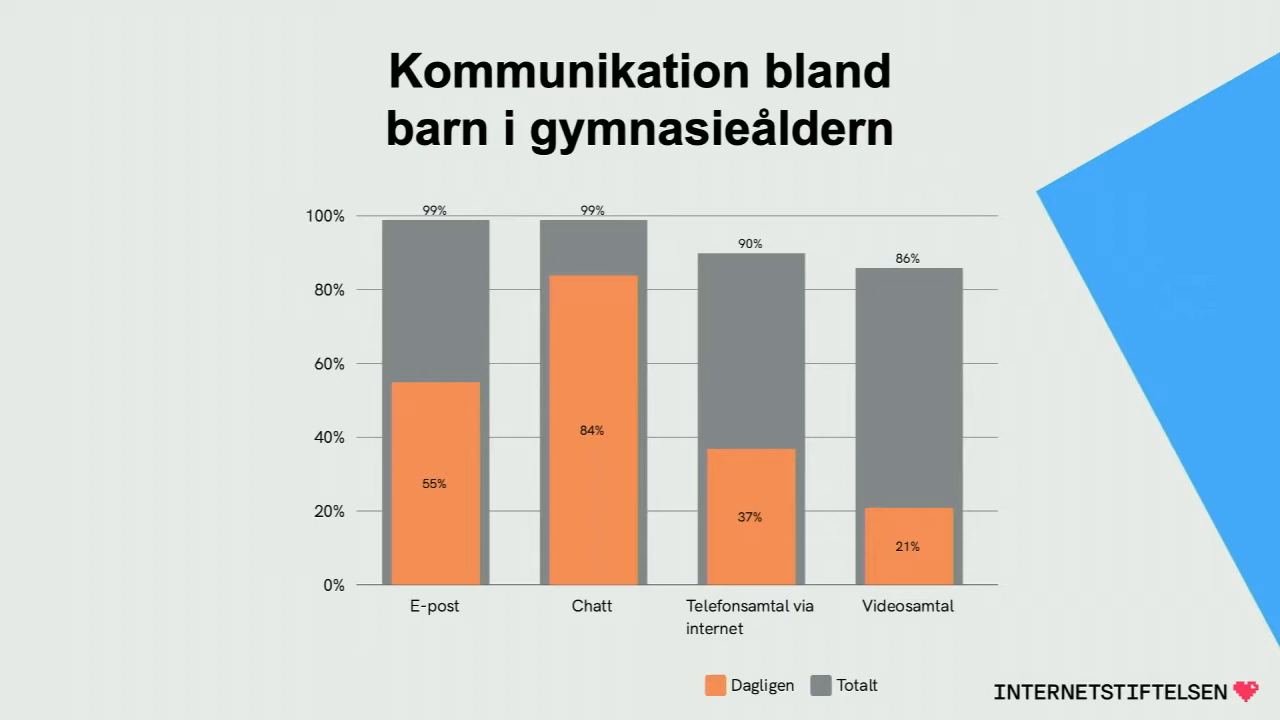 Kommunikation bland
barn i gymnasieåldern
99%
99%
90%
86%
100%
80%
60%
40%
20%
0%
55%
84%
37%
21%
E-post
Chatt
Telefonsamtal via
internet
Videosamtal
Dagligen
Totalt
INTERNETSTIFTELSEN